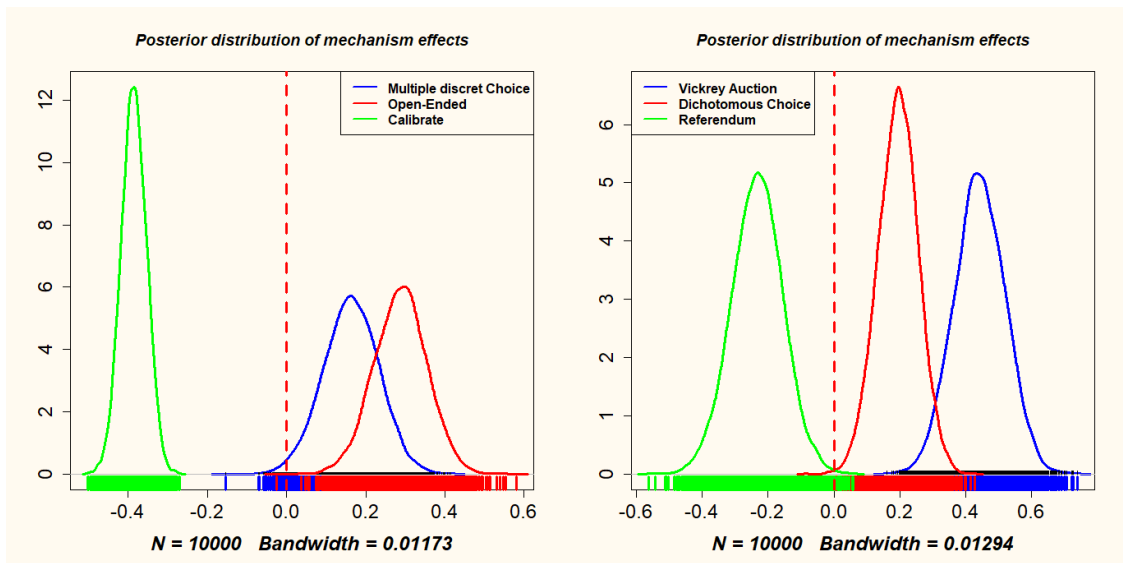 Posterior distribution of mechanism effects
Multiple discret Choice
Open-Ended
Calibrate
12
10
8
6
4
2
0
-0.4
-0.2
0.0
0.2
0.4
0.6
N = 10000 Bandwidth = 0.01173
Posterior distribution of mechanism effects
Vickrey Auction
Dichotomous Choice
Referendum
6
5
4
3
2
1
0
-0.6
-0.4
-0.2
0.0
0.2
0.4
0.6
N = 10000 Bandwidth = 0.01294